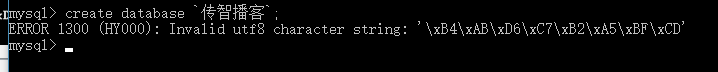 mysql> create database `传智播客`;
ERROR 1300 (HY000): Invalid utf8 character string: '\xB4\xAB\xD6\xC7\xB2\xA5\xBF\xCD'
mysql>